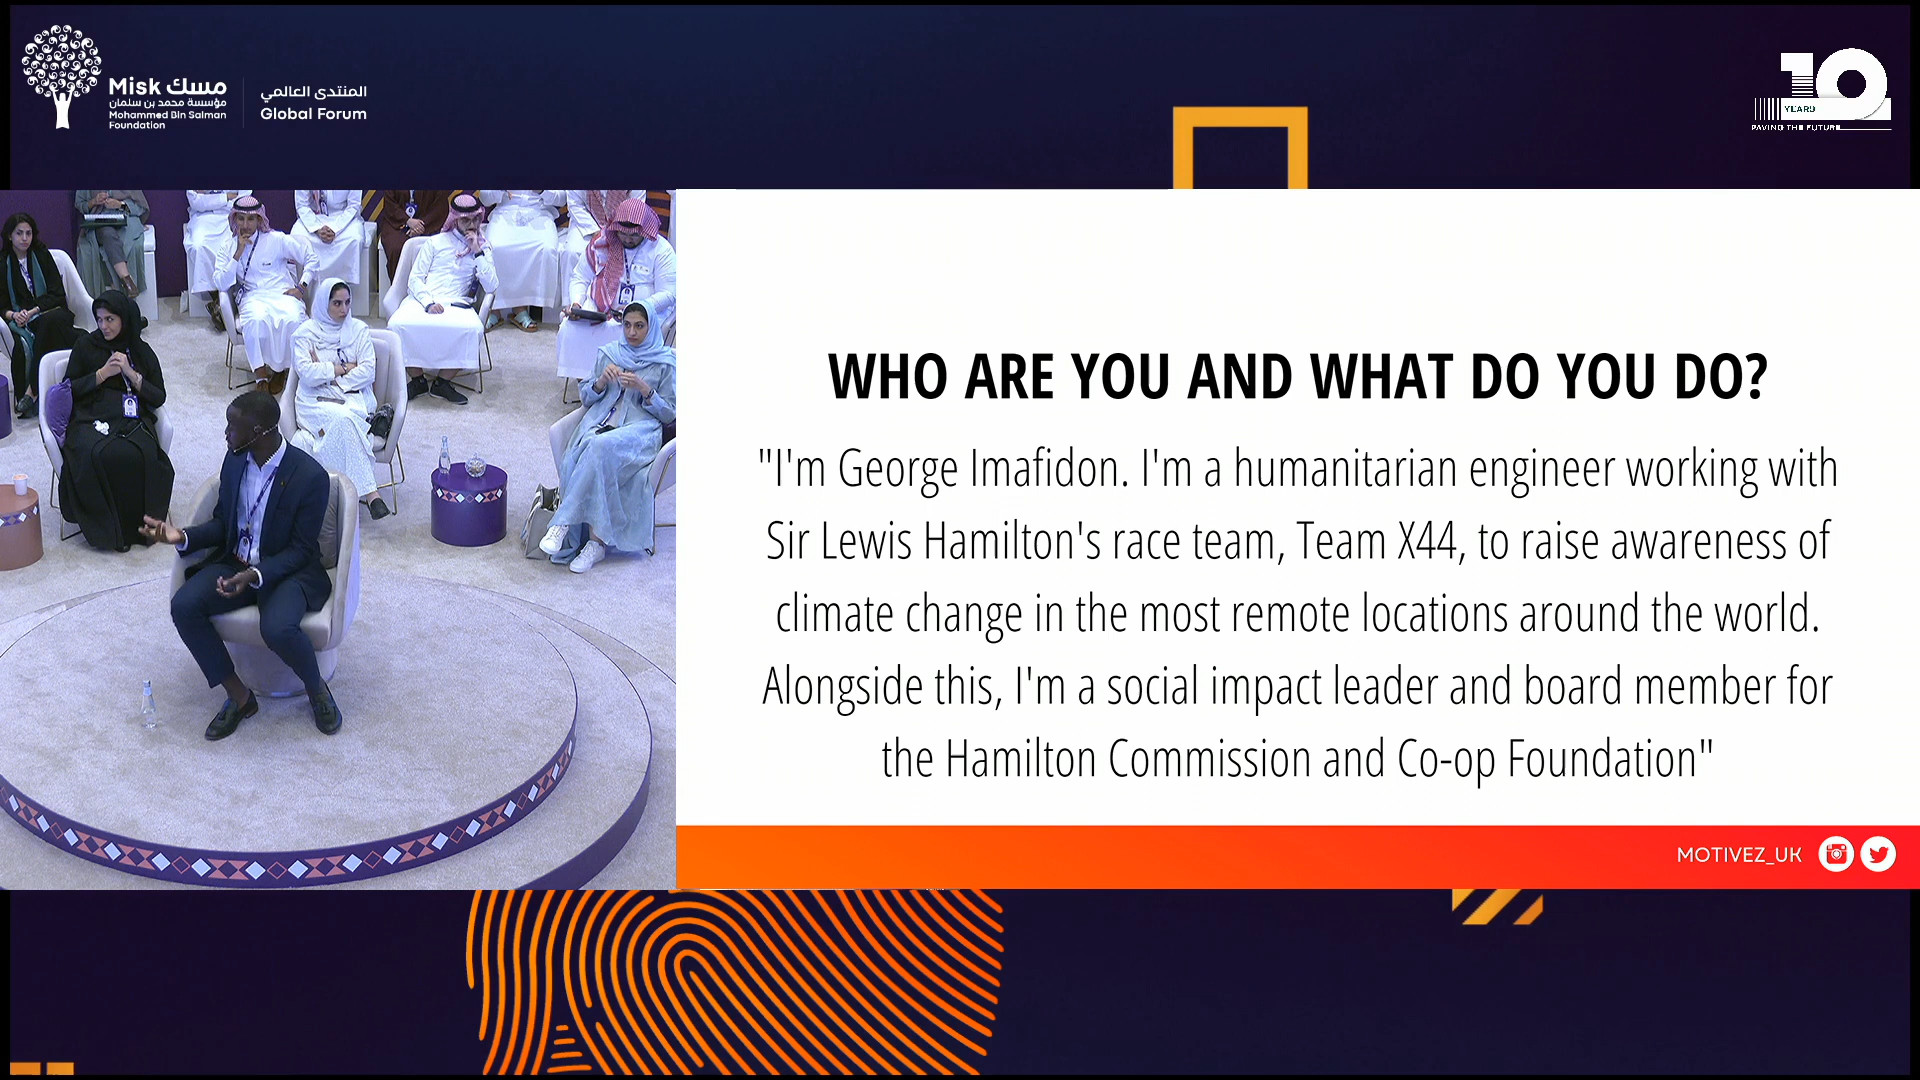 Misk مسك
مؤسسة محمد بن سلمان
Mohammed Bin Salman
Foundation
المنتدى العالمي
Global Forum
10
YEARS
PAVING THE FUTURE
WHO ARE YOU AND WHAT DO YOU DO?
"I'm George Imafidon. I'm a humanitarian engineer working with
Sir Lewis Hamilton's race team, Team X44, to raise awareness of
climate change in the most remote locations around the world.
Alongside this, I'm a social impact leader and board member for
the Hamilton Commission and Co-op Foundation"
MOTIVEZ_UK